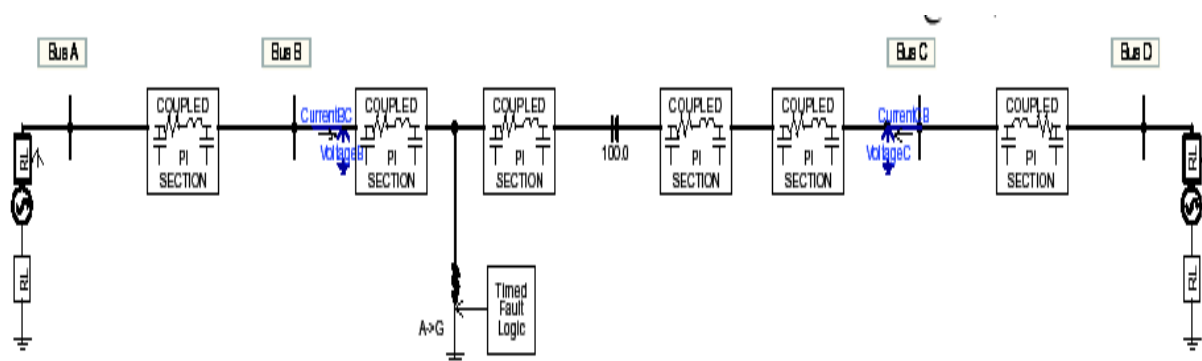 Bus A
Bus B
Bus C
Bus D
COUPLED
PI
SECTION
CurrentBC
VoltageB
COUPLED
PI
SECTION
COUPLED
PI
SECTION
100.0
COUPLED
PI
SECTION
COUPLED
PI
SECTION
CurrentCB
VoltageC
COUPLED
PI
SECTION
RL
RL
RL
RL
A->G
Timed
Fault
Logic